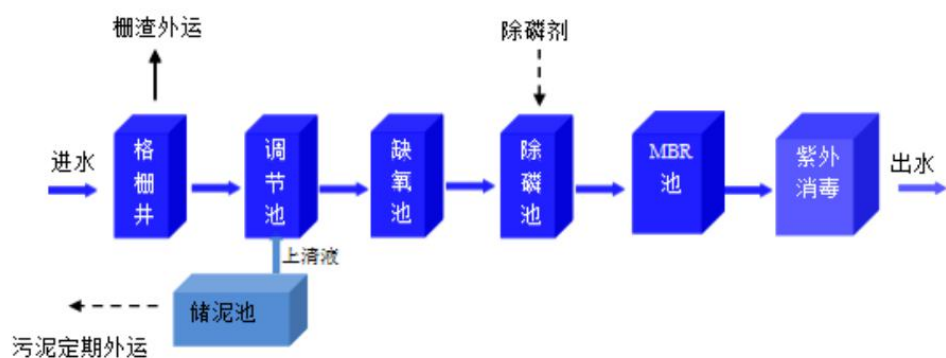 栅渣外运
除磷剂
进水
格栅井
调节池
缺氧池
除磷池
MBR
池
紫外
消毒
出水
上清液
储泥池
污泥定期外运